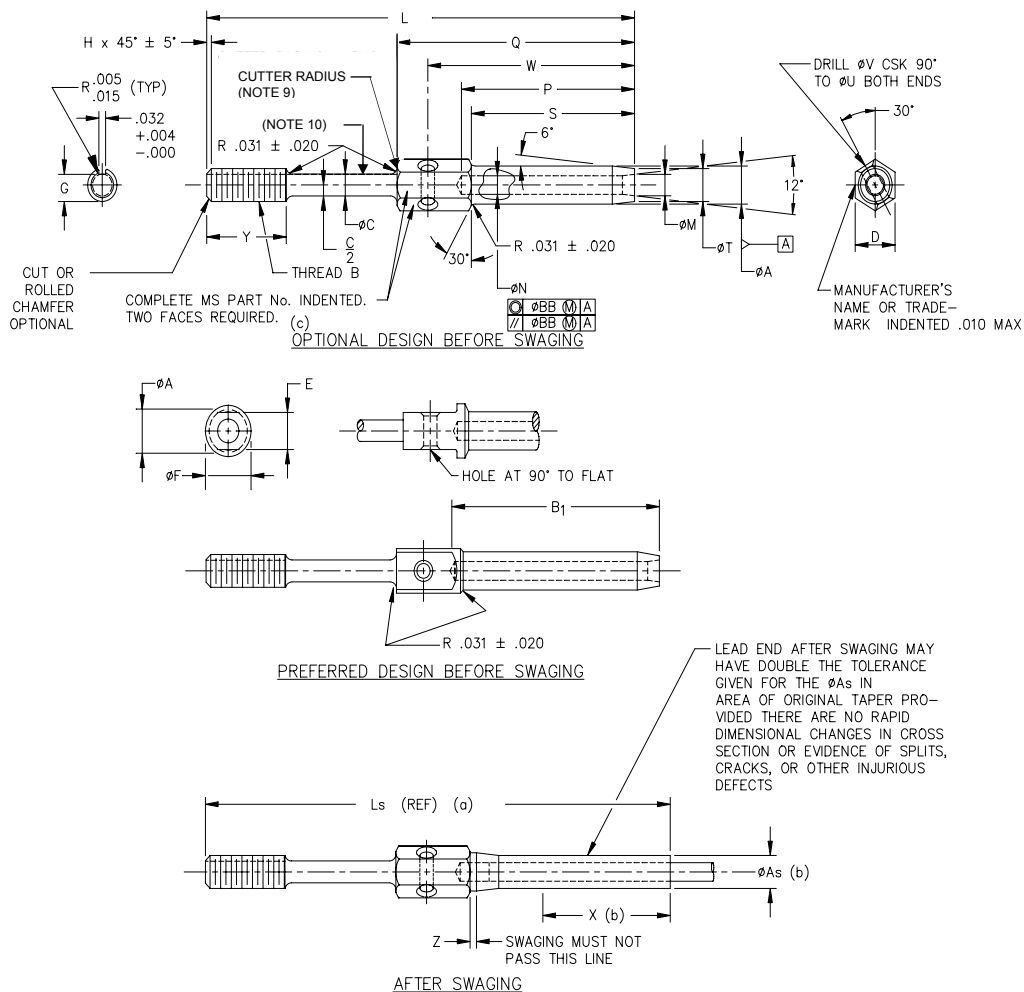 L
H x 45° ± 5°
Q
W
P
S
R .005 .015 (TYP)
.032
+.004
-.000
CUTTER RADIUS
(NOTE 9)
(NOTE 10)
R .031 ± .020
6°
DRILL øV CSK 90°
TO øU BOTH ENDS
30°
12°
G
Y
C
2
øC
THREAD B
30°
R .031 ± .020
øN
øM
øT
A
øA
D
CUT OR
ROLLED
CHAMFER
OPTIONAL
COMPLETE MS PART No. INDENTED.
TWO FACES REQUIRED. (c)
øBB Ⓜ A
// øBB Ⓜ A
MANUFACTURER'S
NAME OR TRADE-
MARK INDENTED .010 MAX
OPTIONAL DESIGN BEFORE SWAGING
øA
E
øF
HOLE AT 90° TO FLAT
B1
R .031 ± .020
PREFERRED DESIGN BEFORE SWAGING
LEAD END AFTER SWAGING MAY
HAVE DOUBLE THE TOLERANCE
GIVEN FOR THE øAs IN
AREA OF ORIGINAL TAPER PRO-
VIDED THERE ARE NO RAPID
DIMENSIONAL CHANGES IN CROSS
SECTION OR EVIDENCE OF SPLITS,
CRACKS, OR OTHER INJURIOUS
DEFECTS
Ls (REF) (a)
øAs (b)
X (b)
Z
SWAGING MUST NOT
PASS THIS LINE
AFTER SWAGING